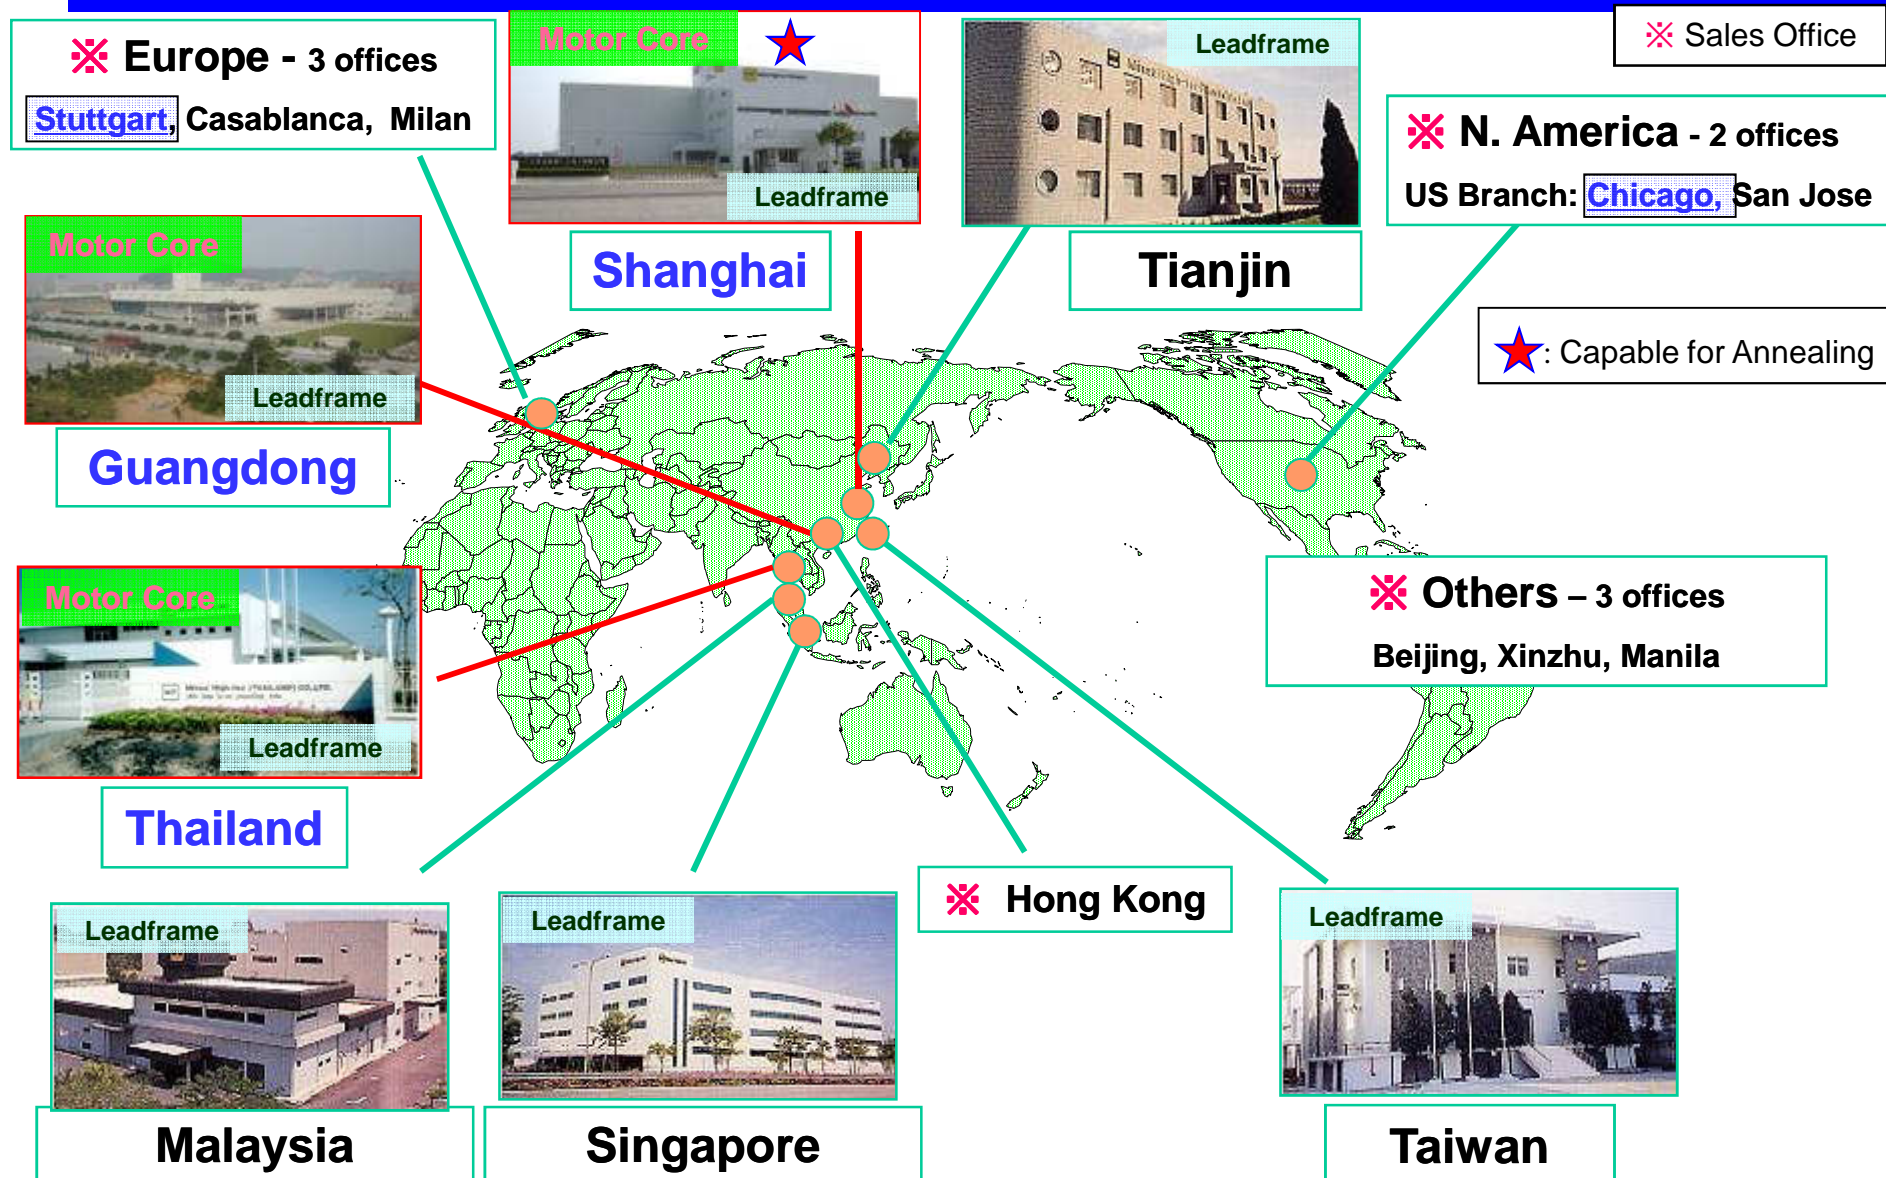 ※ Sales Office
※ Europe - 3 offices
Stuttgart, Casablanca, Milan
Motor Core
Leadframe
Shanghai
Leadframe
Tianjin
※ N. America - 2 offices
US Branch: Chicago, San Jose
★: Capable for Annealing
Motor Core
Leadframe
Guangdong
Motor Core
Leadframe
Thailand
※ Others – 3 offices
Beijing, Xinzhu, Manila
Leadframe
Malaysia
Leadframe
Singapore
※ Hong Kong
Leadframe
Taiwan